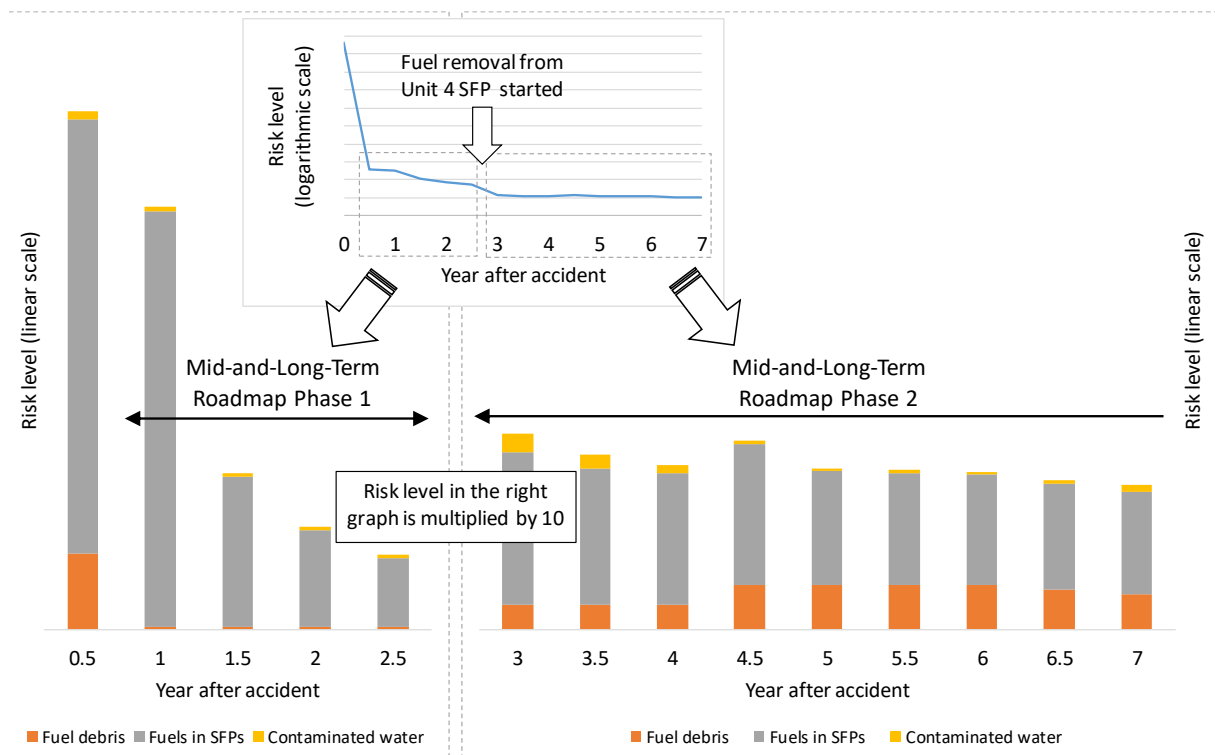 Fuel removal from
Unit 4 SFP started
Risk level
(logarithmic scale)
0 1 2 3 4 5 6 7
Year after accident
Risk level (linear scale)
Mid-and-Long-Term
Roadmap Phase 1
Mid-and-Long-Term
Roadmap Phase 2
Risk level (linear scale)
Risk level in the right
graph is multiplied by 10
0.5 1 1.5 2 2.5
Year after accident
Fuel debris Fuels in SFPs Contaminated water
3 3.5 4 4.5 5 5.5 6 6.5 7
Year after accident
Fuel debris Fuels in SFPs Contaminated water